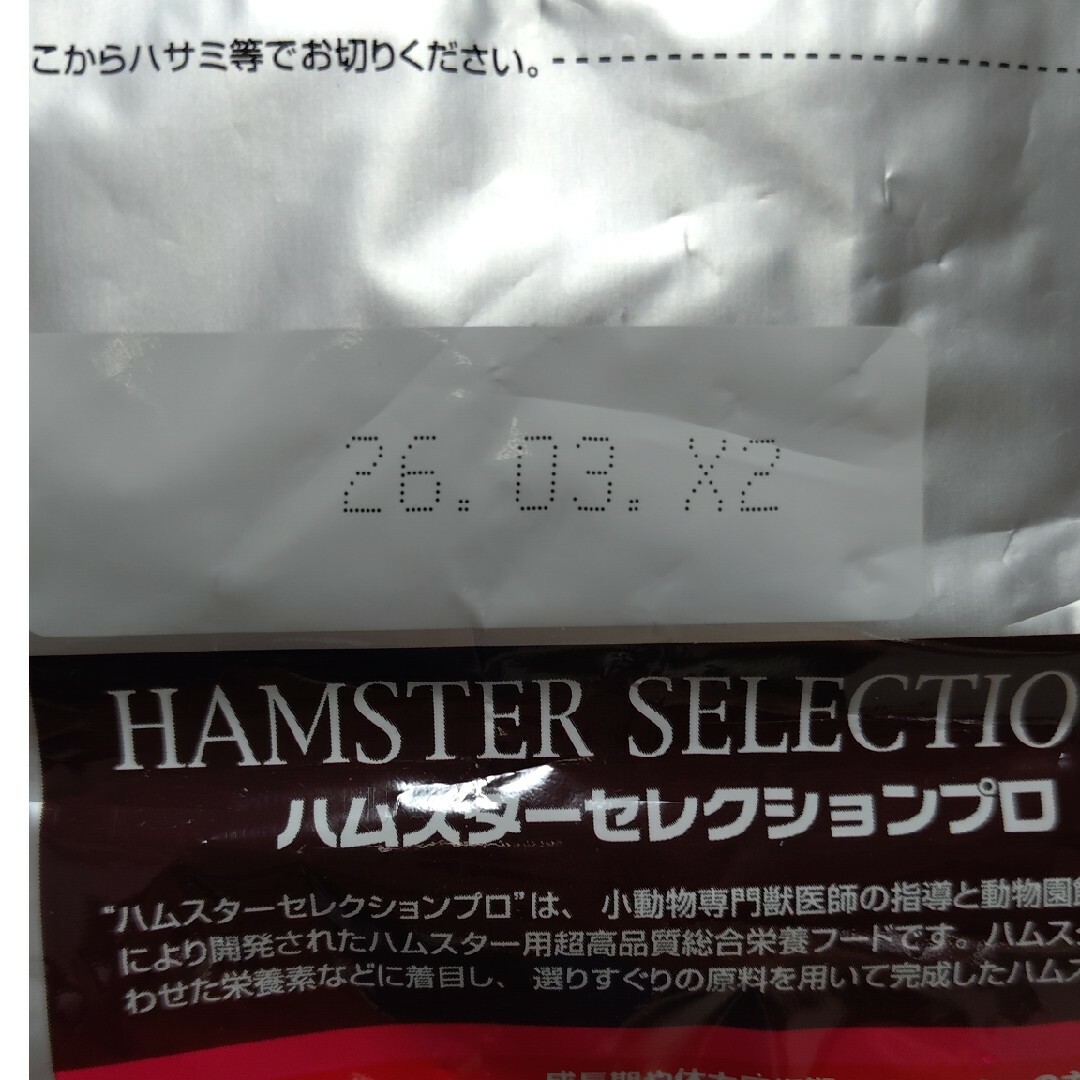 こからハサミ等でお切りください。
26.03.X2
HAMSTER SELECTIO
ハムスターセレクションプロ
"ハムスターセレクションプロ"は、小動物専門獣医師の指導と動物園
により開発されたハムスター用超高品質総合栄養フードです。ハムス
わせた栄養素などに着目し、選りすぐりの原料を用いて完成したハムス